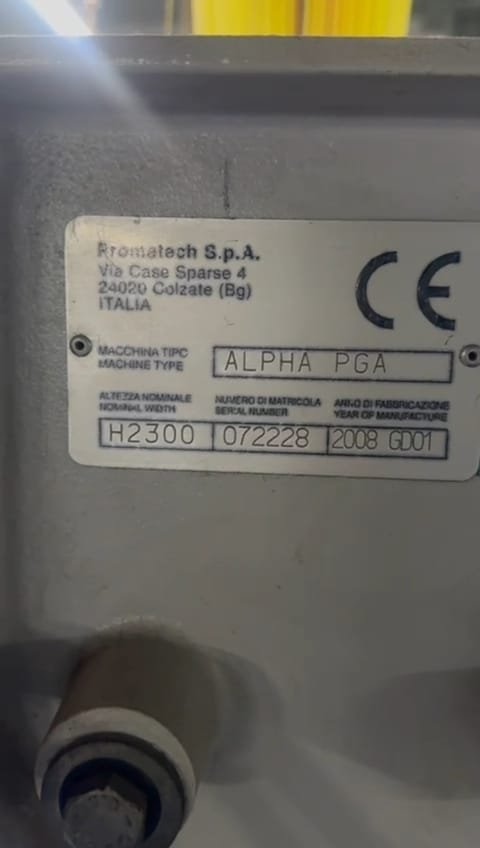 Promatech S.p.A.
Via Case Sparse 4
24020 Colzate (Bg)
ITALIA
CE
MACCHINA TIPO
MACHINE TYPE
ALPHA PGA
ALTEZZA NOMINALE
NOMINAL WIDTH
H2300
NUMERO DI MATRICOLA
SERIAL NUMBER
072228
ANNO DI FABBRICAZIONE
YEAR OF MANUFACTURE
2008 GD01